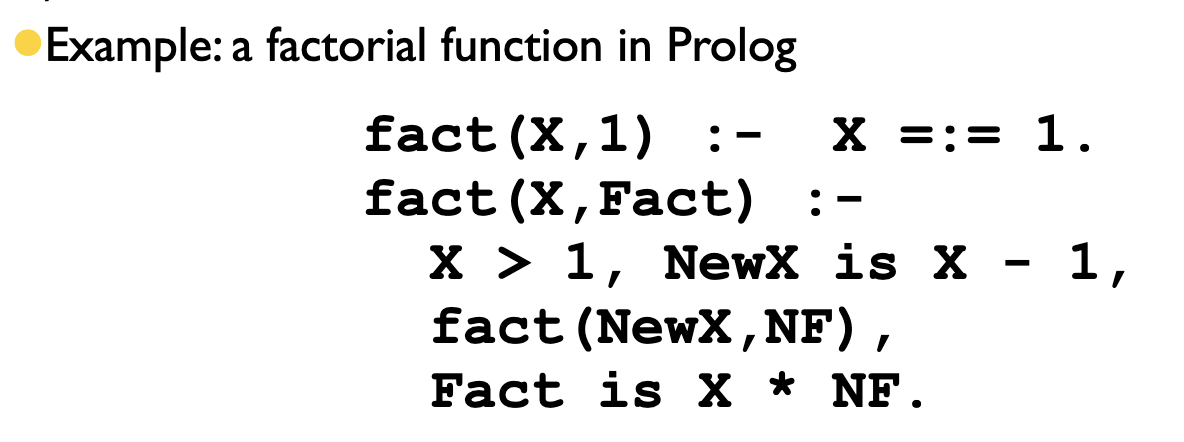 Example: a factorial function in Prolog
fact(X,1) :- X =:= 1.
fact(X,Fact) :-
X > 1, NewX is X - 1,
fact(NewX,NF),
Fact is X * NF.